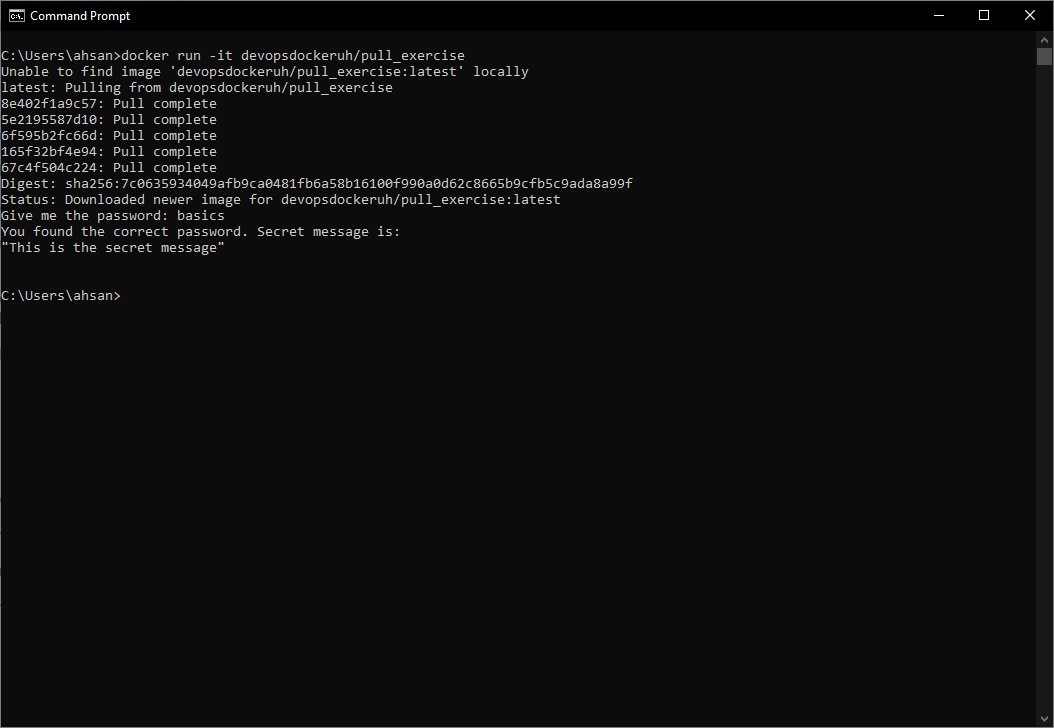 Command Prompt
C:\Users\ahsan>docker run -it devopsdockeruh/pull_exercise
Unable to find image 'devopsdockeruh/pull_exercise:latest' locally
latest: Pulling from devopsdockeruh/pull_exercise
8e402f1a9c57: Pull complete
5e2195587d10: Pull complete
6f595b2fc66d: Pull complete
165f32bf4e94: Pull complete
67c4f504c224: Pull complete
Digest: sha256:7c0635934049afb9ca0481fb6a58b16100f990a0d62c8665b9cfb5c9ada8a99f
Status: Downloaded newer image for devopsdockeruh/pull_exercise:latest
Give me the password: basics
You found the correct password. Secret message is:
"This is the secret message"
C:\Users\ahsan>